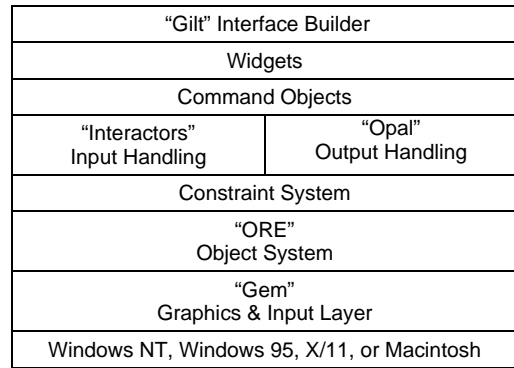 “Gilt” Interface Builder
Widgets
Command Objects
“Interactors”
Input Handling
“Opal”
Output Handling
Constraint System
“ORE”
Object System
“Gem”
Graphics & Input Layer
Windows NT, Windows 95, X/11, or Macintosh